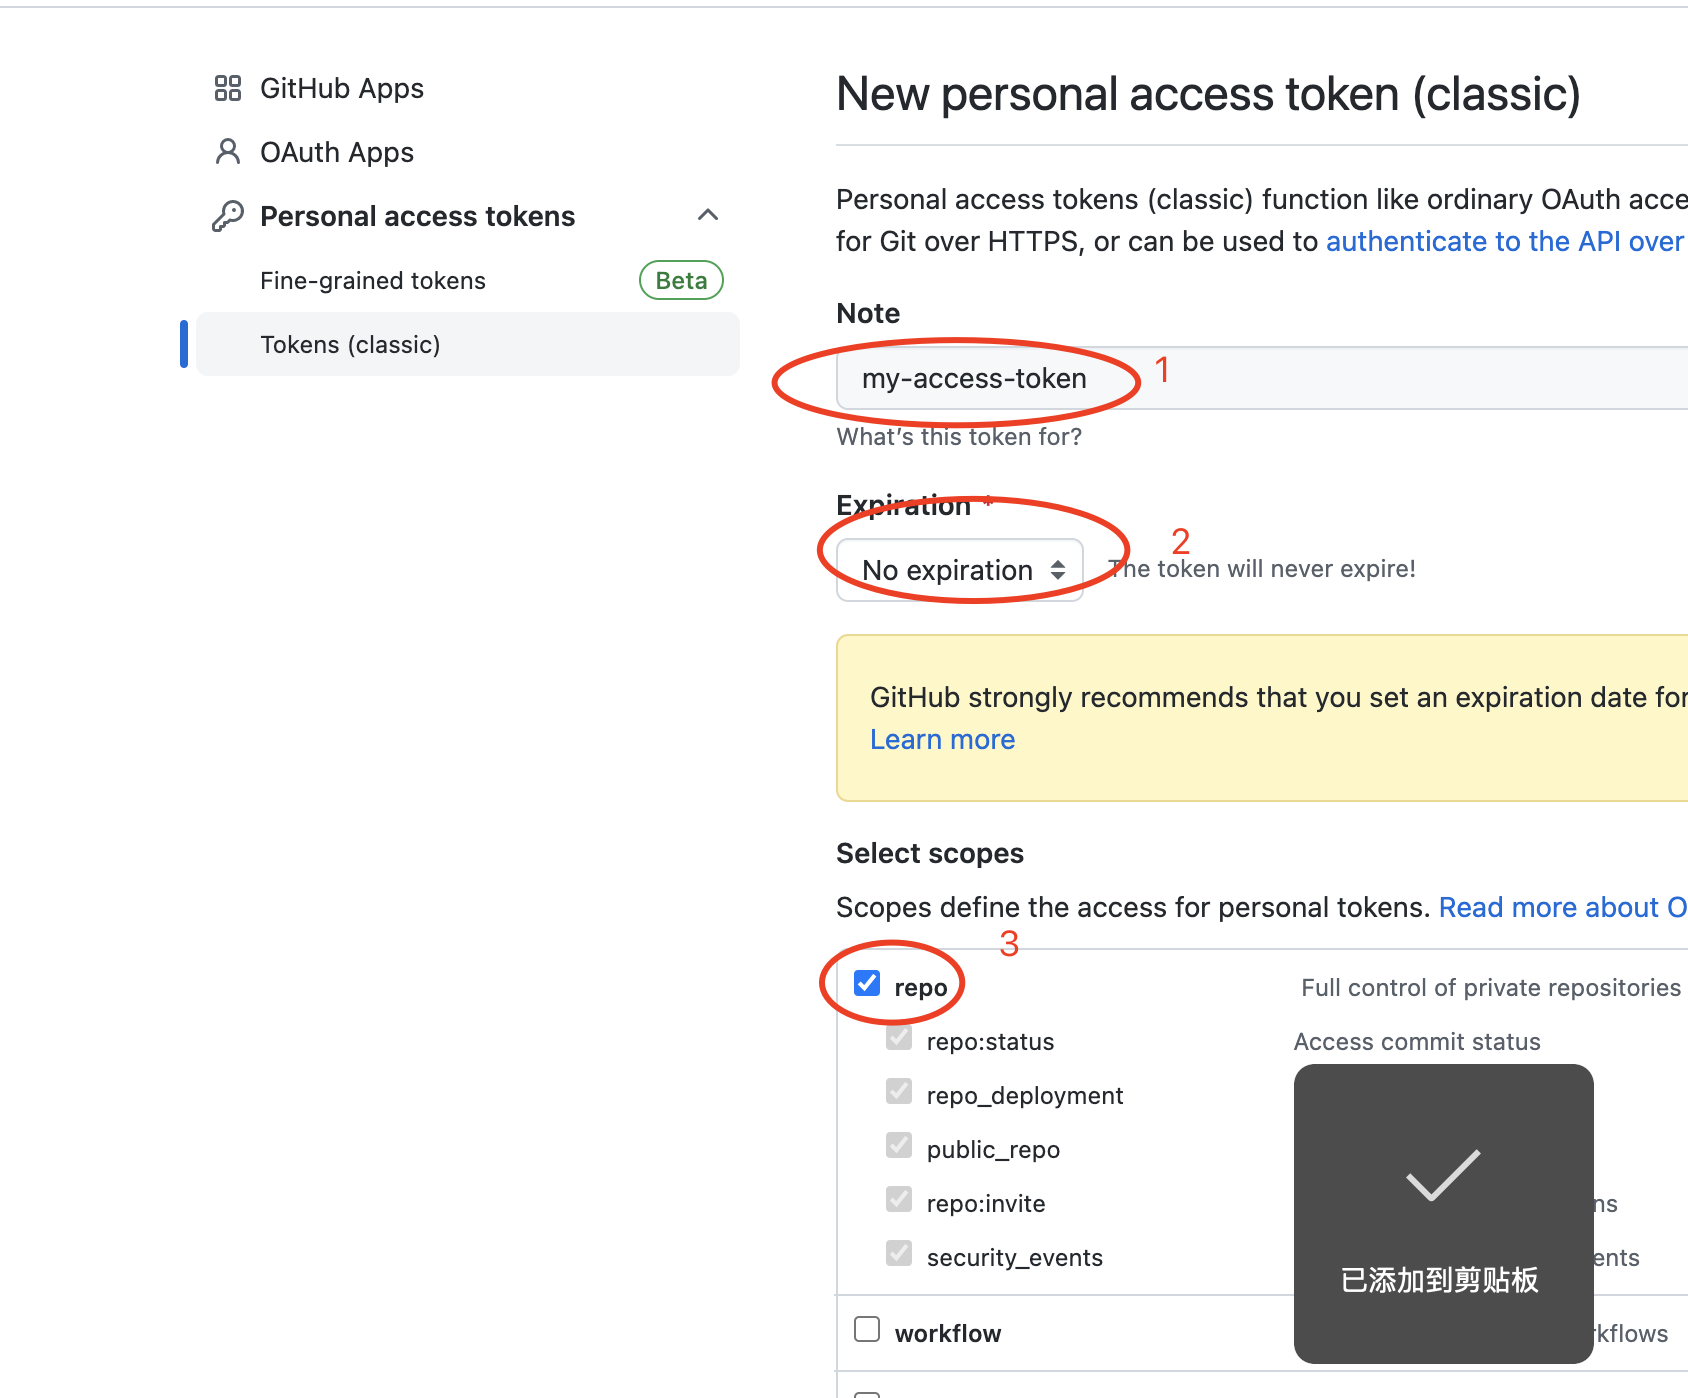 GitHub Apps
OAuth Apps
Personal access tokens
Fine-grained tokens Beta
Tokens (classic)
New personal access token (classic)
Personal access tokens (classic) function like ordinary OAuth
for Git over HTTPS, or can be used to authenticate to the API over
Note
my-access-token 1
What's this token for?
Expiration *
2
No expiration The token will never expire!
GitHub strongly recommends that you set an expiration date for
Learn more
Select scopes
Scopes define the access for personal tokens. Read more about
3
repo Full control of private repositories
repo:status Access commit status
repo_deployment
public_repo
repo:invite
security_events
已添加到剪贴板
workflow